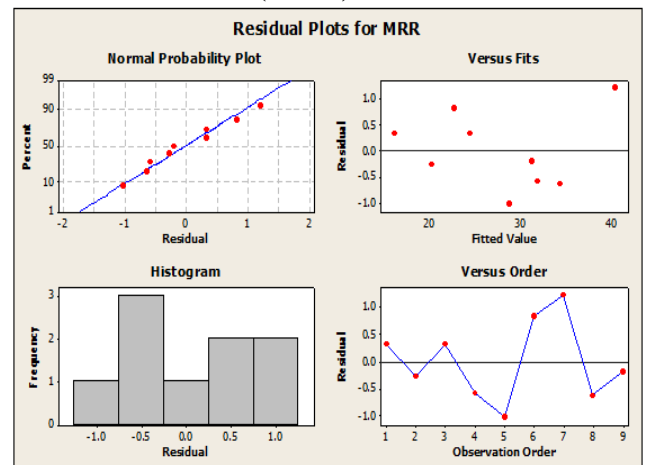 Residual Plots for MRR
Normal Probability Plot
99
90
50
10
1
Percent
-2 -1 0 1 2
Residual
Versus Fits
1.0
0.5
0.0
-0.5
-1.0
Residual
20 30 40
Fitted Value
Histogram
3
2
1
0
Frequency
-1.0 -0.5 0.0 0.5 1.0
Residual
Versus Order
1.0
0.5
0.0
-0.5
-1.0
Residual
1 2 3 4 5 6 7 8 9
Observation Order